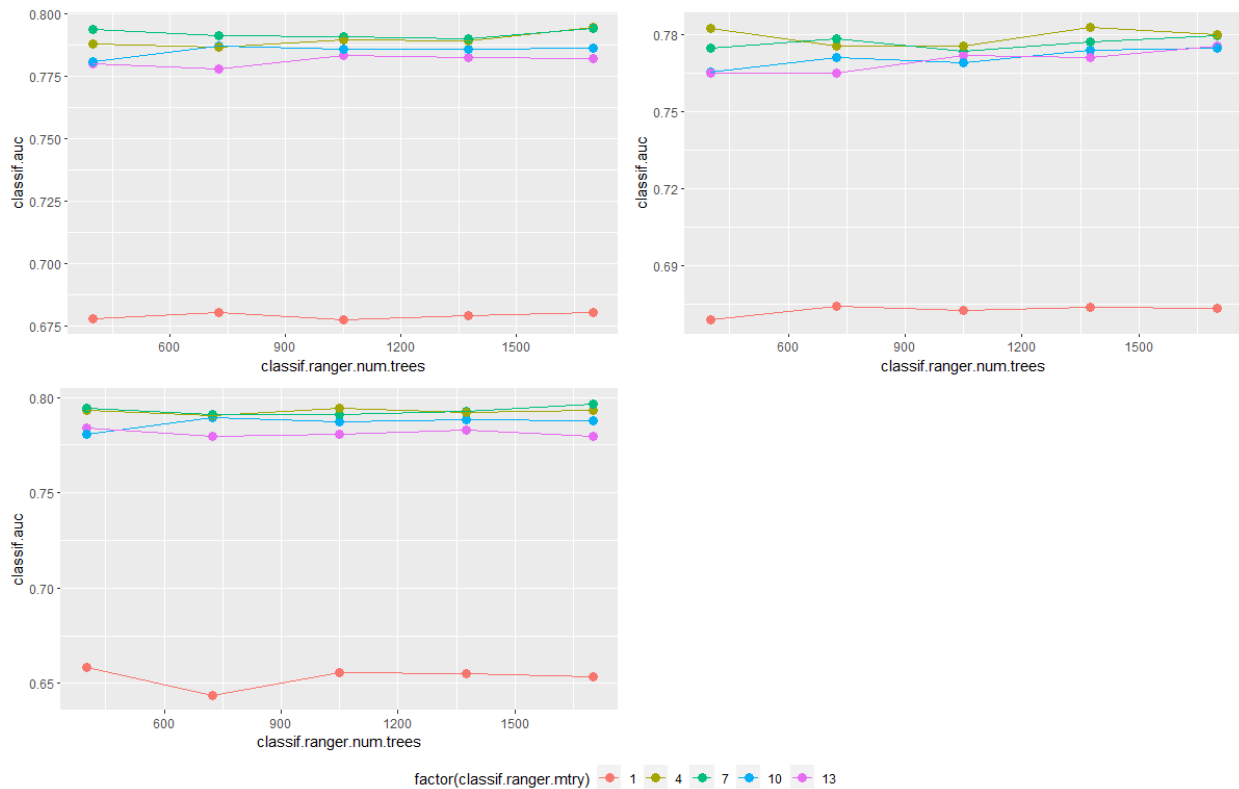 0.800
0.775
0.750
0.725
0.700
0.675
classif.auc
600 900 1200 1500
classif.ranger.num.trees
0.78
0.75
0.72
0.69
classif.auc
600 900 1200 1500
classif.ranger.num.trees
0.80
0.75
0.70
0.65
classif.auc
600 900 1200 1500
classif.ranger.num.trees
factor(classif.ranger.mtry) 1 4 7 10 13